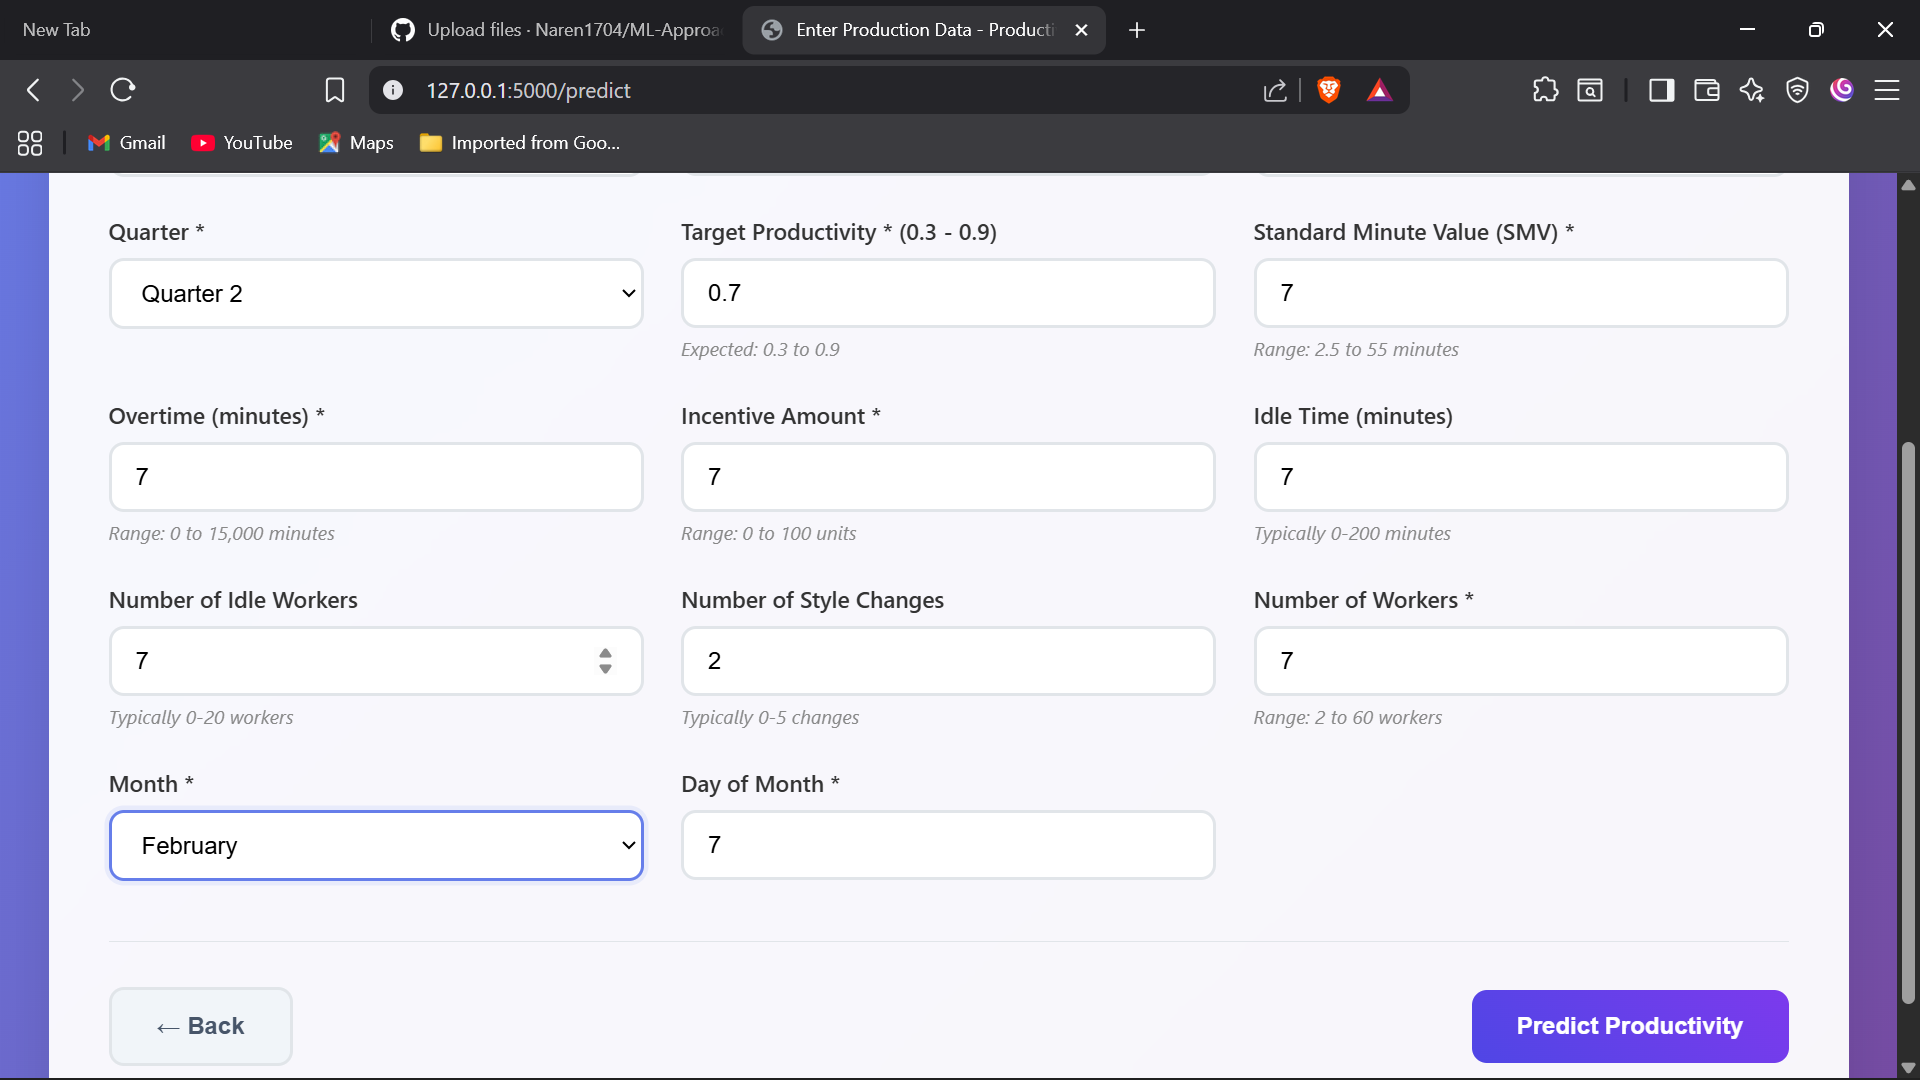 New Tab
Upload files · Naren1704/ML-Approa
Enter Production Data - Producti
127.0.0.1:5000/predict
Gmail
YouTube
Maps
Imported from Goo...
Quarter *
Target Productivity * (0.3 - 0.9)
Standard Minute Value (SMV) *
Quarter 2
0.7
7
Expected: 0.3 to 0.9
Range: 2.5 to 55 minutes
Overtime (minutes) *
Incentive Amount *
Idle Time (minutes)
7
7
7
Range: 0 to 15,000 minutes
Range: 0 to 100 units
Typically 0-200 minutes
Number of Idle Workers
Number of Style Changes
Number of Workers *
7
2
7
Typically 0-20 workers
Typically 0-5 changes
Range: 2 to 60 workers
Month *
Day of Month *
February
7
← Back
Predict Productivity